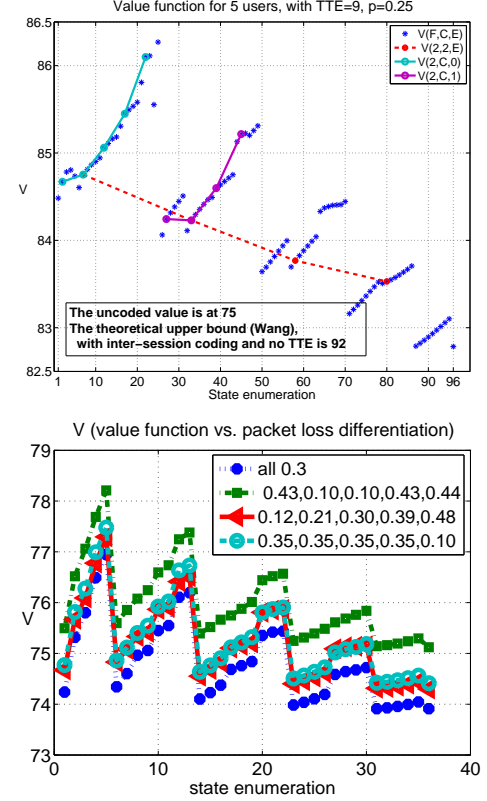 Value function for 5 users, with TTE=9, p=0.25
86.5
86
85
84
83
82.5
V
V(F,C,E)
V(2,2,E)
V(2,C,0)
V(2,C,1)
The uncoded value is at 75
The theoretical upper bound (Wang),
with inter-session coding and no TTE is 92
1 10 20 30 40 50 60 70 80 90 96
State enumeration
V (value function vs. packet loss differentiation)
79
78
77
76
75
74
73
V
all 0.3
0.43,0.10,0.10,0.43,0.44
0.12,0.21,0.30,0.39,0.48
0.35,0.35,0.35,0.35,0.10
0 10 20 30 40
state enumeration